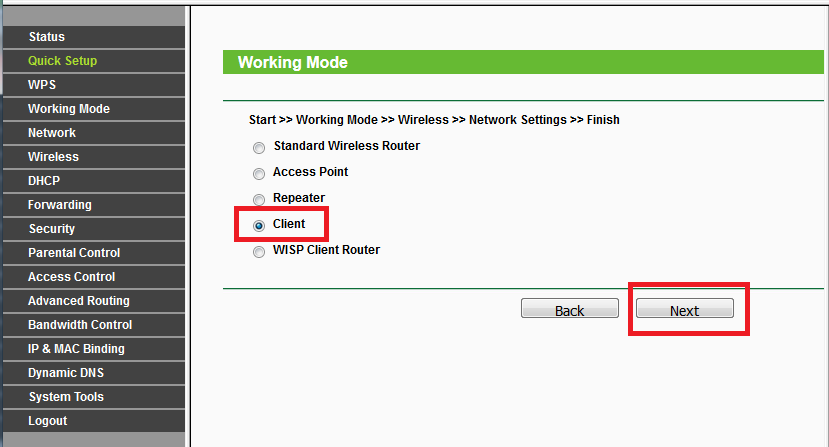 Status
Quick Setup
WPS
Working Mode
Network
Wireless
DHCP
Forwarding
Security
Parental Control
Access Control
Advanced Routing
Bandwidth Control
IP & MAC Binding
Dynamic DNS
System Tools
Logout
Working Mode
Start >> Working Mode >> Wireless >> Network Settings >> Finish
Standard Wireless Router
Access Point
Repeater
Client
WISP Client Router
Back
Next